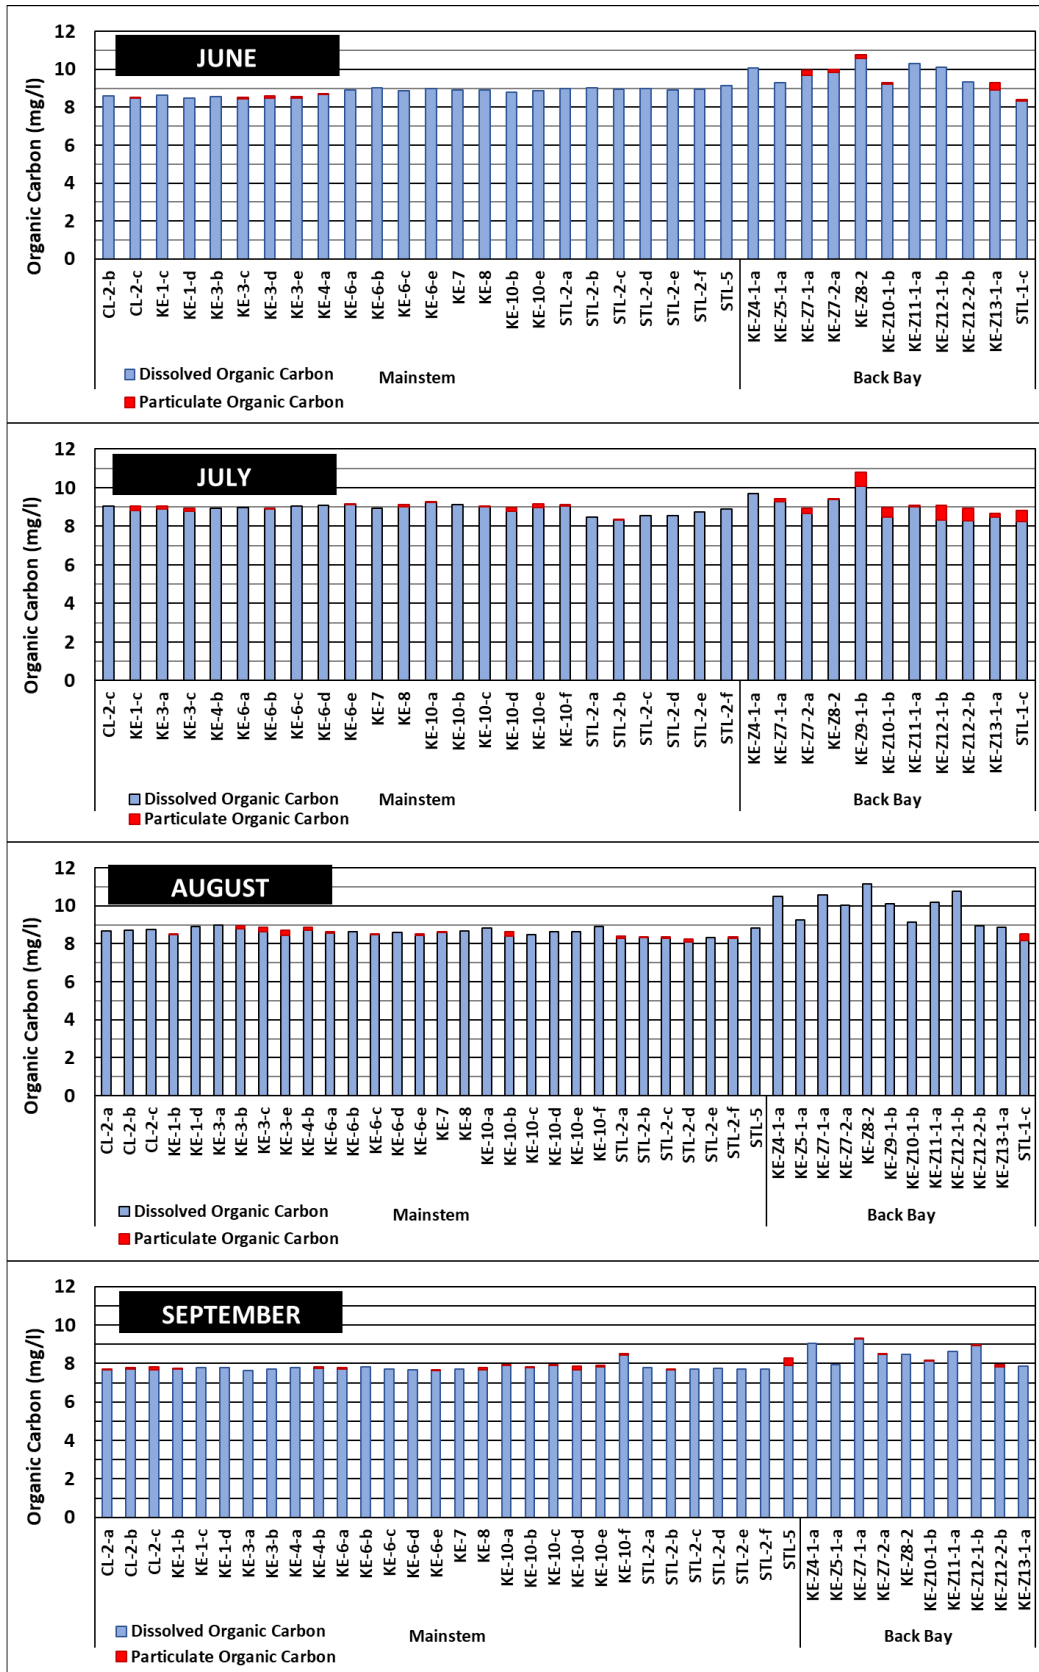 JUNE
Organic Carbon (mg/l)
12
10
8
6
4
2
0
CL-2-b
CL-2-c
KE-1-c
KE-1-d
KE-3-b
KE-3-c
KE-3-d
KE-3-e
KE-4-a
KE-6-a
KE-6-b
KE-6-c
KE-6-e
KE-7
KE-8
KE-10-b
KE-10-e
STL-2-a
STL-2-b
STL-2-c
STL-2-d
STL-2-e
STL-2-f
STL-5
KE-Z4-1-a
KE-Z5-1-a
KE-Z7-1-a
KE-Z7-2-a
KE-Z8-2
KE-Z10-1-b
KE-Z11-1-a
KE-Z12-1-b
KE-Z12-2-b
KE-Z13-1-a
STL-1-c
Dissolved Organic Carbon
Particulate Organic Carbon
Mainstem
Back Bay
JULY
Organic Carbon (mg/l)
12
10
8
6
4
2
0
CL-2-c
KE-1-c
KE-3-a
KE-3-c
KE-4-b
KE-6-a
KE-6-b
KE-6-c
KE-6-d
KE-6-e
KE-7
KE-8
KE-10-a
KE-10-b
KE-10-c
KE-10-d
KE-10-e
KE-10-f
STL-2-a
STL-2-b
STL-2-c
STL-2-d
STL-2-e
STL-2-f
KE-Z4-1-a
KE-Z7-1-a
KE-Z7-2-a
KE-Z8-2
KE-Z9-1-b
KE-Z10-1-b
KE-Z11-1-a
KE-Z12-1-b
KE-Z12-2-b
KE-Z13-1-a
STL-1-c
Dissolved Organic Carbon
Particulate Organic Carbon
Mainstem
Back Bay
AUGUST
Organic Carbon (mg/l)
12
10
8
6
4
2
0
CL-2-a
CL-2-b
CL-2-c
KE-1-b
KE-1-d
KE-3-a
KE-3-b
KE-3-c
KE-3-e
KE-4-b
KE-6-a
KE-6-b
KE-6-c
KE-6-d
KE-6-e
KE-7
KE-8
KE-10-a
KE-10-b
KE-10-c
KE-10-d
KE-10-e
KE-10-f
STL-2-a
STL-2-b
STL-2-c
STL-2-d
STL-2-e
STL-2-f
STL-5
KE-Z4-1-a
KE-Z5-1-a
KE-Z7-1-a
KE-Z7-2-a
KE-Z8-2
KE-Z9-1-b
KE-Z10-1-b
KE-Z11-1-a
KE-Z12-1-b
KE-Z12-2-b
KE-Z13-1-a
STL-1-c
Dissolved Organic Carbon
Particulate Organic Carbon
Mainstem
Back Bay
SEPTEMBER
Organic Carbon (mg/l)
12
10
8
6
4
2
0
CL-2-a
CL-2-b
CL-2-c
KE-1-b
KE-1-c
KE-1-d
KE-3-a
KE-3-b
KE-4-a
KE-4-b
KE-6-a
KE-6-b
KE-6-c
KE-6-d
KE-6-e
KE-7
KE-8
KE-10-a
KE-10-b
KE-10-c
KE-10-d
KE-10-e
KE-10-f
STL-2-a
STL-2-b
STL-2-c
STL-2-d
STL-2-e
STL-2-f
STL-5
KE-Z4-1-a
KE-Z5-1-a
KE-Z7-1-a
KE-Z7-2-a
KE-Z8-2
KE-Z10-1-b
KE-Z11-1-a
KE-Z12-1-b
KE-Z12-2-b
KE-Z13-1-a
Dissolved Organic Carbon
Particulate Organic Carbon
Mainstem
Back Bay